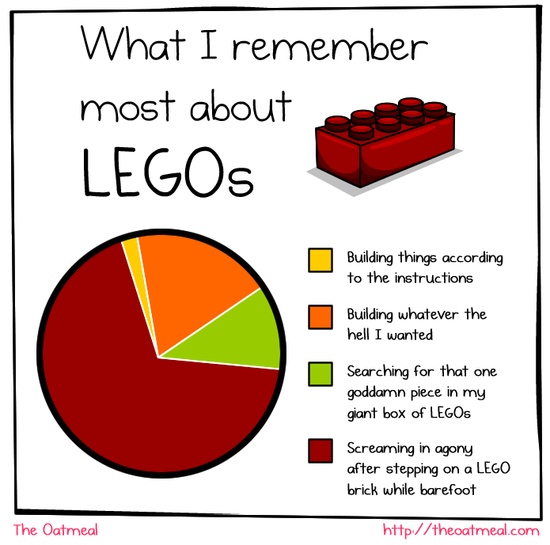 What I remember
most about
LEGOs
Building things according
to the instructions
Building whatever the
hell I wanted
Searching for that one
goddamn piece in my
giant box of LEGOs
Screaming in agony
after stepping on a LEGO
brick while barefoot
The Oatmeal
http://theoatmeal.com